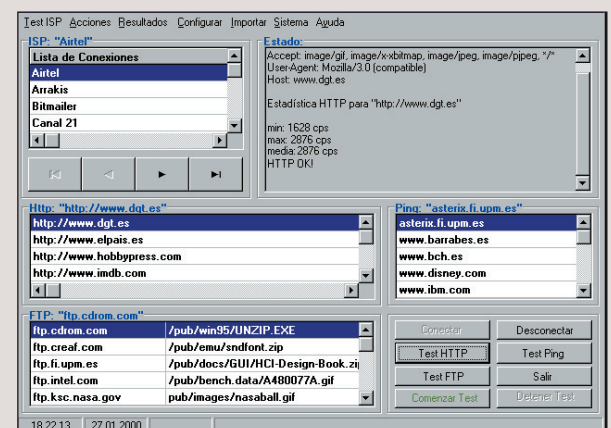 Test ISP Acciones Resultados Configurar Importar Sistema Ayuda
ISP: "Airtel"
Lista de Conexiones
Airtel
Arrakis
Bitmailer
Canal 21
Estado:
Accept: image/gif, image/x-xbitmap, image/jpeg, image/pjpeg, */*
User-Agent: Mozilla/3.0 (compatible)
Host: www.dgt.es
Estadística HTTP para "http://www.dgt.es"
min: 1628 cps
max: 2876 cps
media: 2876 cps
HTTP OK!
Http: "http://www.dgt.es"
http://www.dgt.es
http://www.elpais.es
http://www.hobbypress.com
http://www.imdb.com
Ping: "asterix.fi.upm.es"
asterix.fi.upm.es
www.barrabes.es
www.bch.es
www.disney.com
www.ibm.com
FTP: "ftp.cdrom.com"
ftp.cdrom.com /pub/win95/UNZIP.EXE
ftp.creaf.com /pub/emu/sndfont.zip
ftp.fi.upm.es /pub/docs/GUI/HCI-Design-Book.zi
ftp.intel.com /pub/bench.data/A480077A.gif
ftp.ksc.nasa.gov pub/images/nasaball.gif
Conectar Desconectar
Test HTTP Test Ping
Test FTP Salir
Comenzar Test Detener Test
18:22:13 27.01.2000